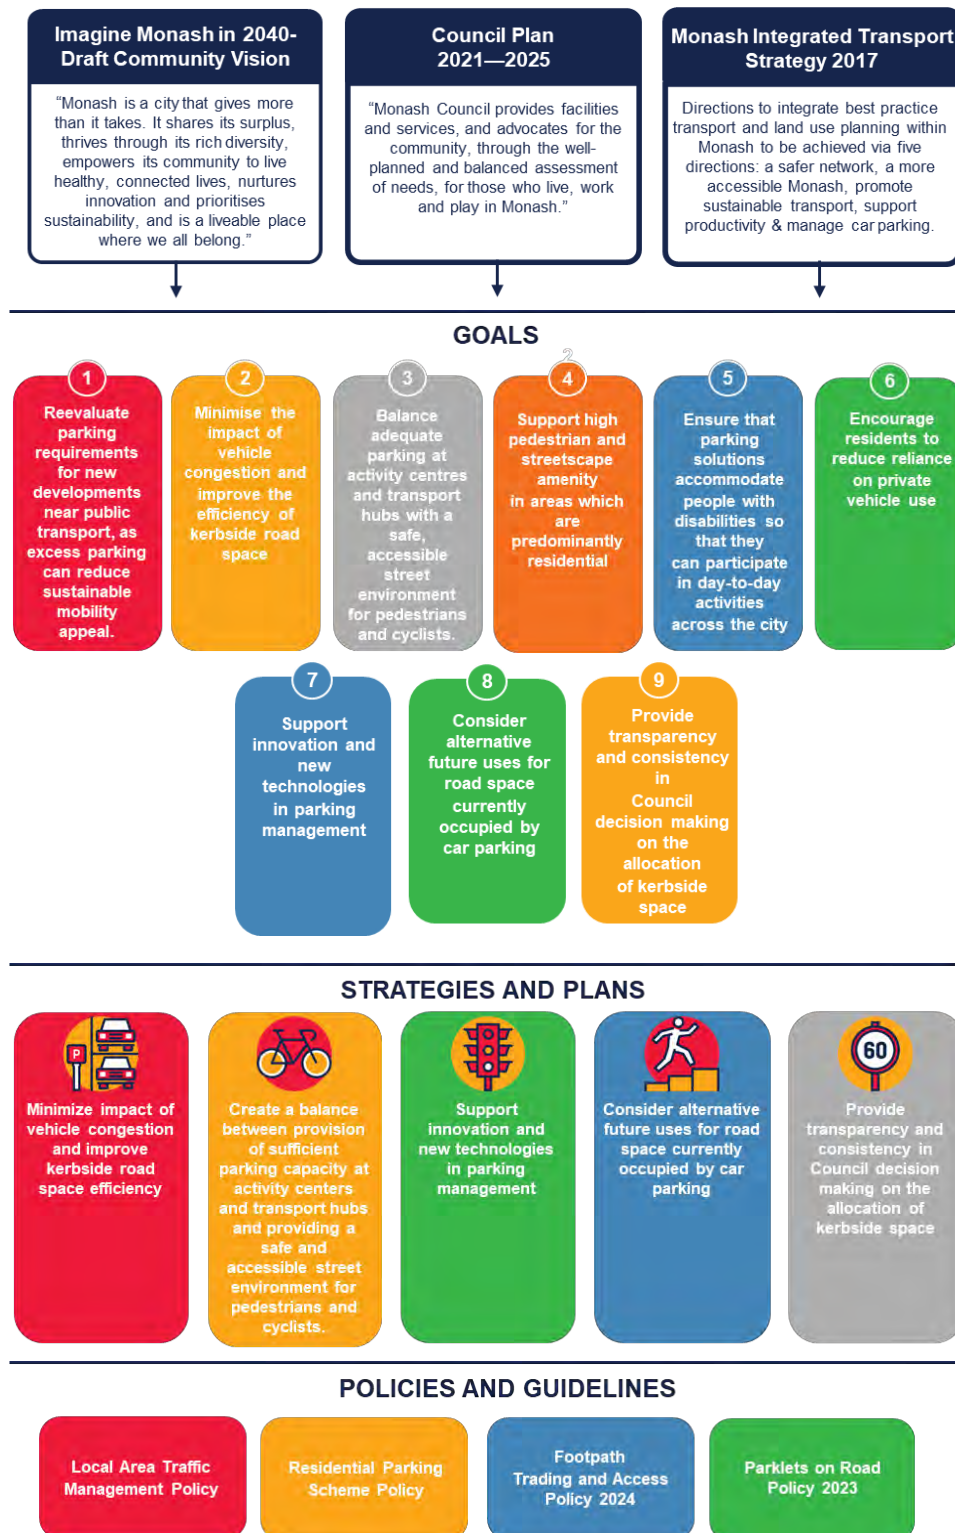 Imagine Monash in 2040-
Draft Community Vision
“Monash is a city that gives more
than it takes. It shares its surplus,
thrives through its rich diversity,
empowers its community to live
healthy, connected lives, nurtures
innovation and prioritises
sustainability, and is a liveable place
where we all belong.”
Council Plan
2021—2025
“Monash Council provides facilities
and services, and advocates for the
community, through the well-
planned and balanced assessment
of needs, for those who live, work
and play in Monash.”
Monash Integrated Transport
Strategy 2017
Directions to integrate best practice
transport and land use planning within
Monash to be achieved via five
directions: a safer network, a more
accessible Monash, promote
sustainable transport, support
productivity & manage car parking.
GOALS
1
Reevaluate
parking
requirements
for new
developments
near public
transport, as
excess parking
can reduce
sustainable
mobility
appeal.
2
Minimise the
impact of
vehicle
congestion and
improve the
efficiency of
kerbside road
space
3
Balance
adequate
parking at
activity centres
and transport
hubs with a
safe,
accessible
street
environment
for pedestrians
and cyclists.
2
4
Support high
pedestrian and
streetscape
amenity
in areas which
are
predominantly
residential
5
Ensure that
parking
solutions
accommodate
people with
disabilities so
that they
can participate
in day-to-day
activities
across the city
6
Encourage
residents to
reduce reliance
on private
vehicle use
7
Support
innovation and
new
technologies
in parking
management
8
Consider
alternative
future uses for
road space
currently
occupied by
car parking
9
Provide
transparency
and consistency
in
Council
decision making
on the
allocation
of kerbside
space
STRATEGIES AND PLANS
P
Minimize impact of
vehicle congestion
and improve
kerbside road
space efficiency
Create a balance
between provision
of sufficient
parking capacity at
activity centers
and transport hubs
and providing a
safe and
accessible street
environment for
pedestrians and
cyclists.
Support
innovation and
new technologies
in parking
management
Consider alternative
future uses for road
space currently
occupied by car
parking
60
Provide
transparency and
consistency in
Council decision
making on the
allocation of
kerbside space
POLICIES AND GUIDELINES
Local Area Traffic
Management Policy
Residential Parking
Scheme Policy
Footpath
Trading and Access
Policy 2024
Parklets on Road
Policy 2023